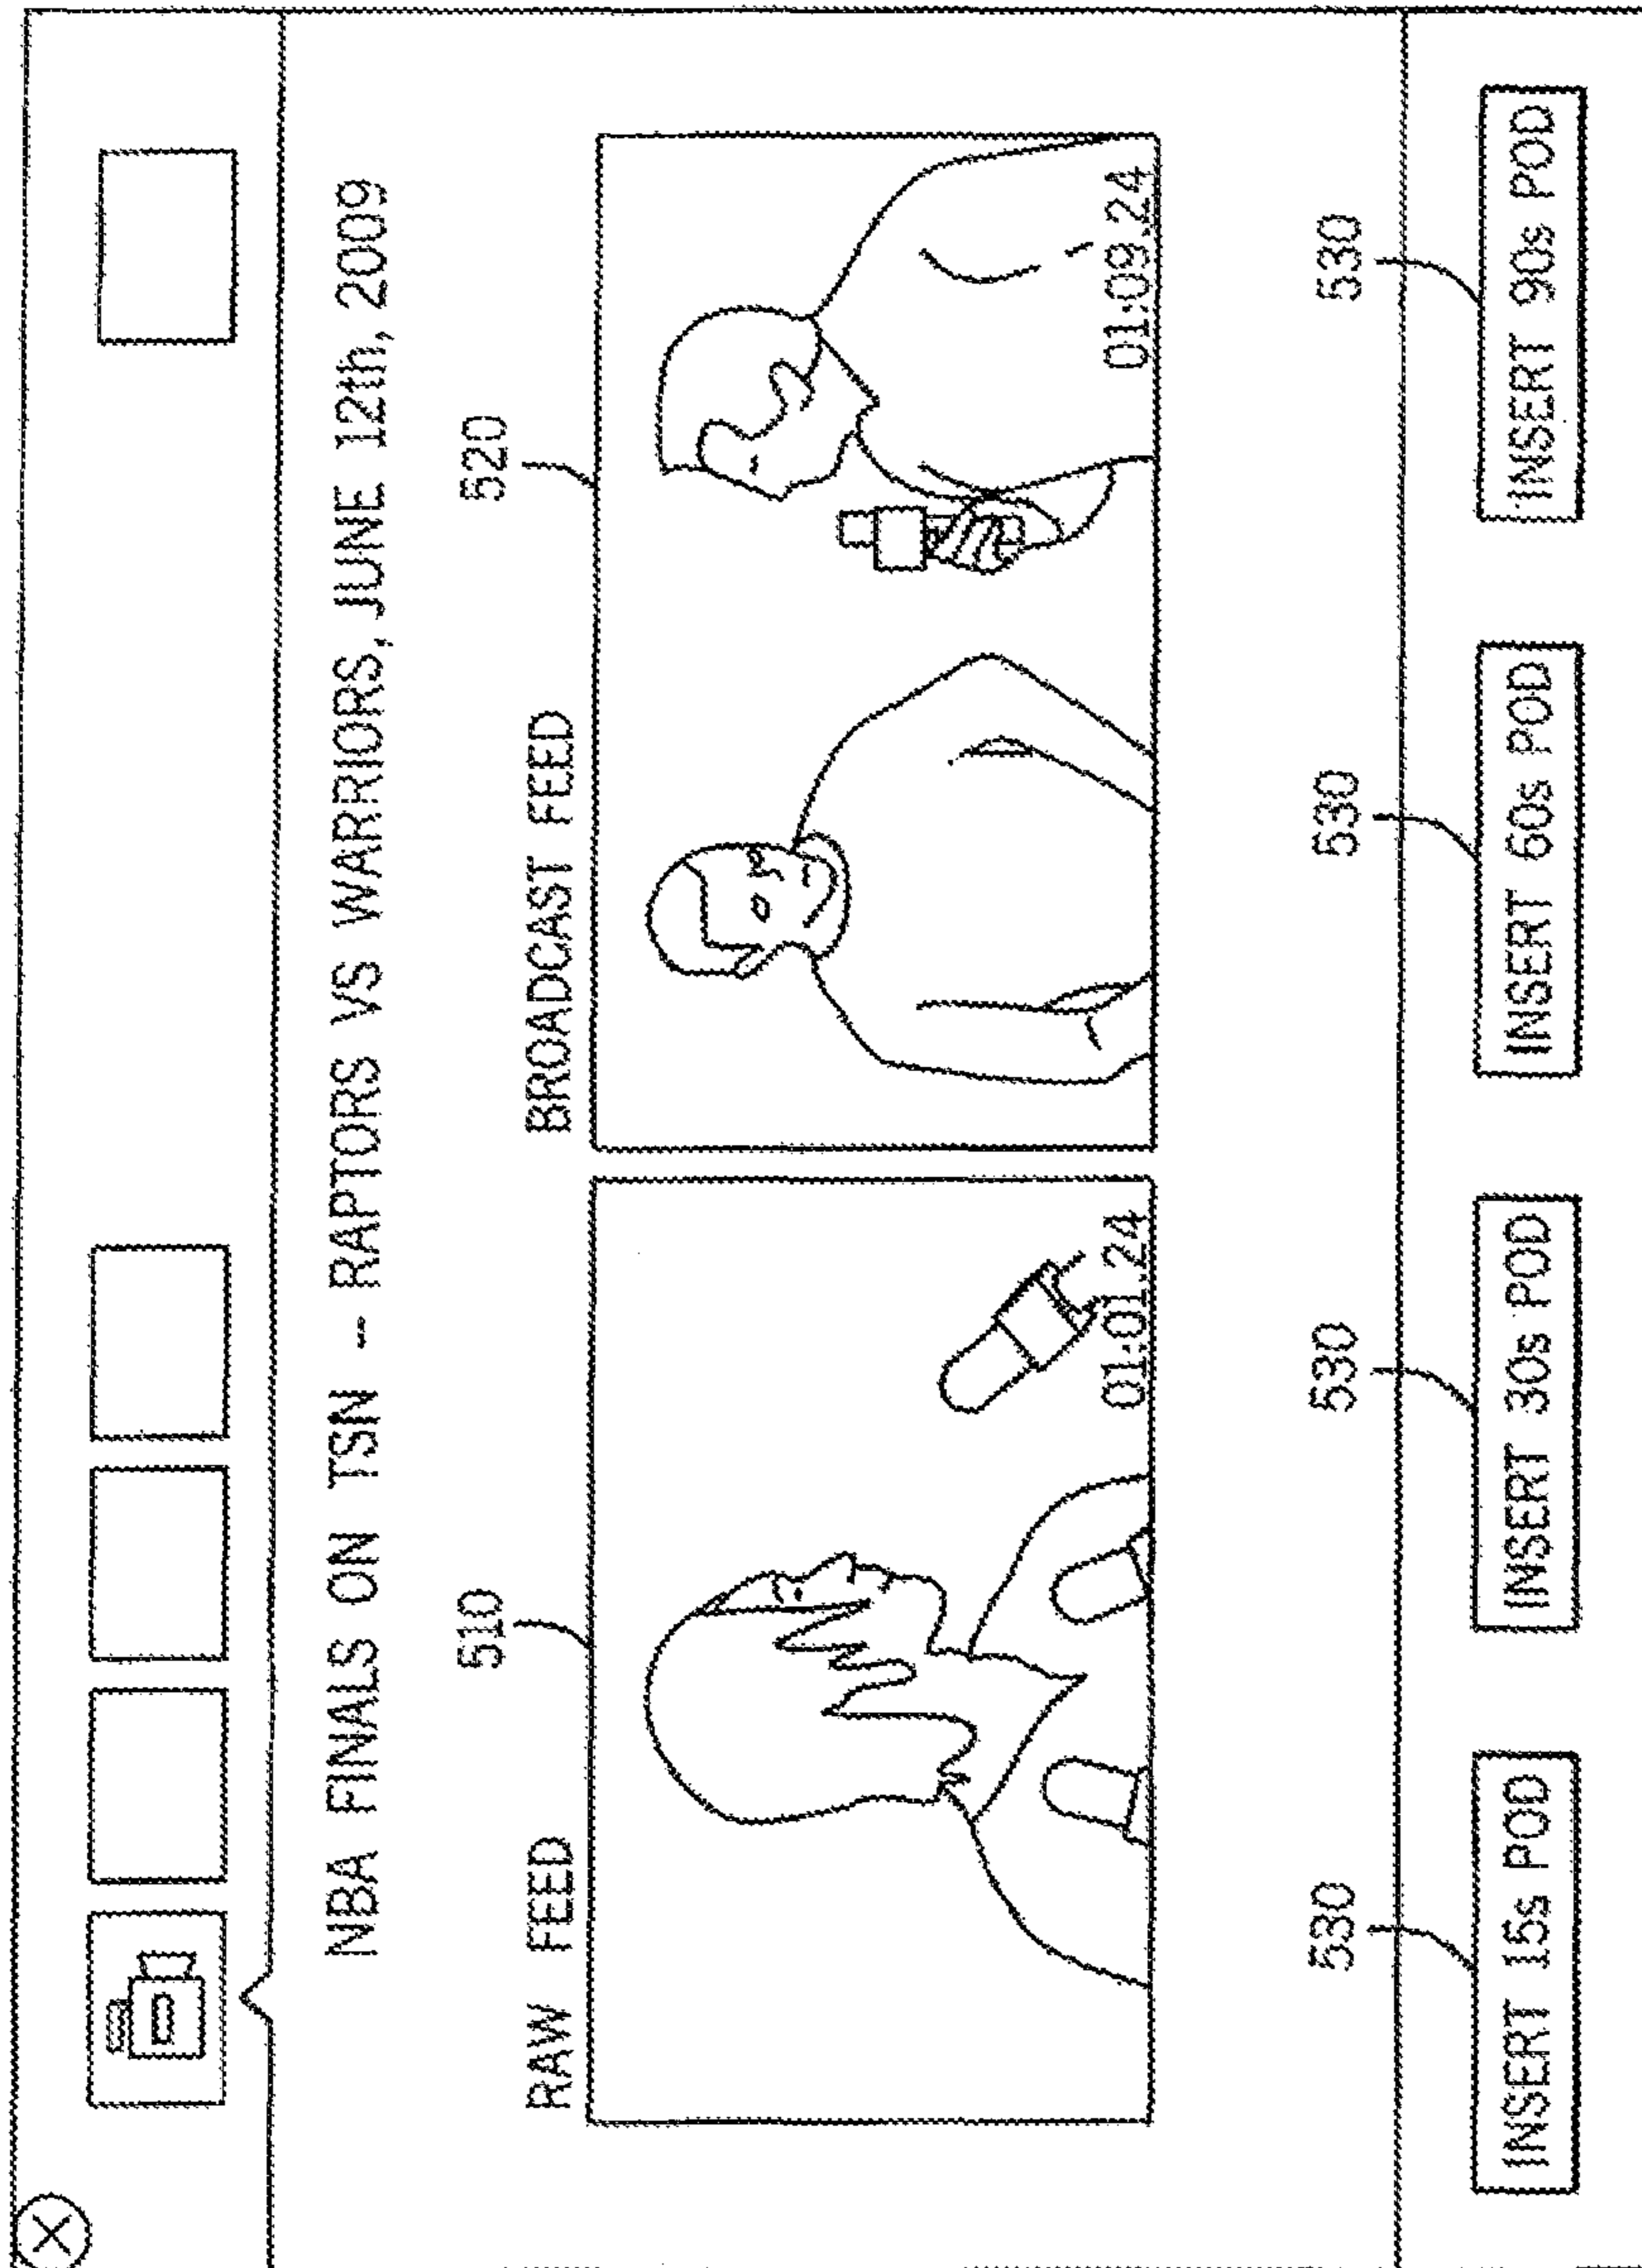 NBA FINALS ON TSN -- RAPTORS VS WARRIORS, JUNE 12th, 2009
510
520
RAW FEED
BROADCAST FEED
01:01.24
01:09.24
530
530
530
530
INSERT 15s POD
INSERT 30s POD
INSERT 60s POD
INSERT 90s POD